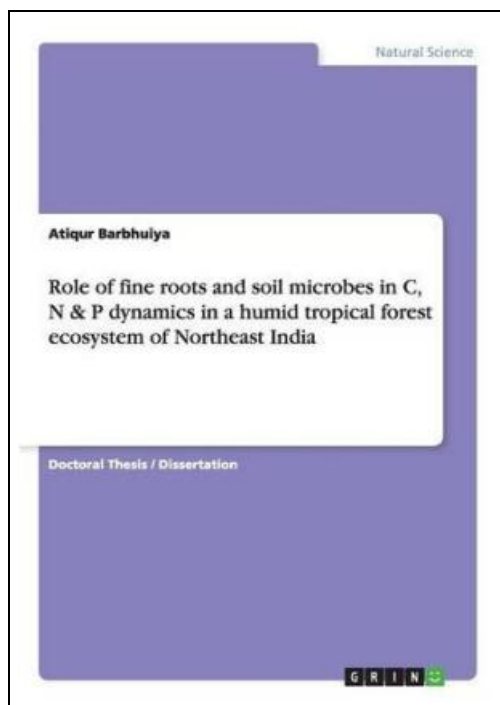 Natural Science
Atiqur Barbhuiya
Role of fine roots and soil microbes in C,
N & P dynamics in a humid tropical forest
ecosystem of Northeast India
Doctoral Thesis / Dissertation
GRIN